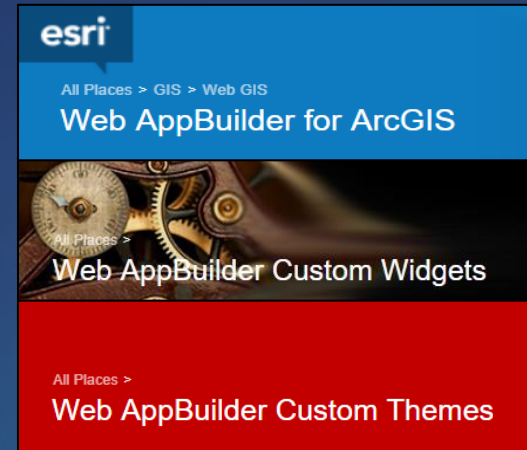 esri
All Places > GIS > Web GIS
Web AppBuilder for ArcGIS
All Places >
Web AppBuilder Custom Widgets
All Places >
Web AppBuilder Custom Themes